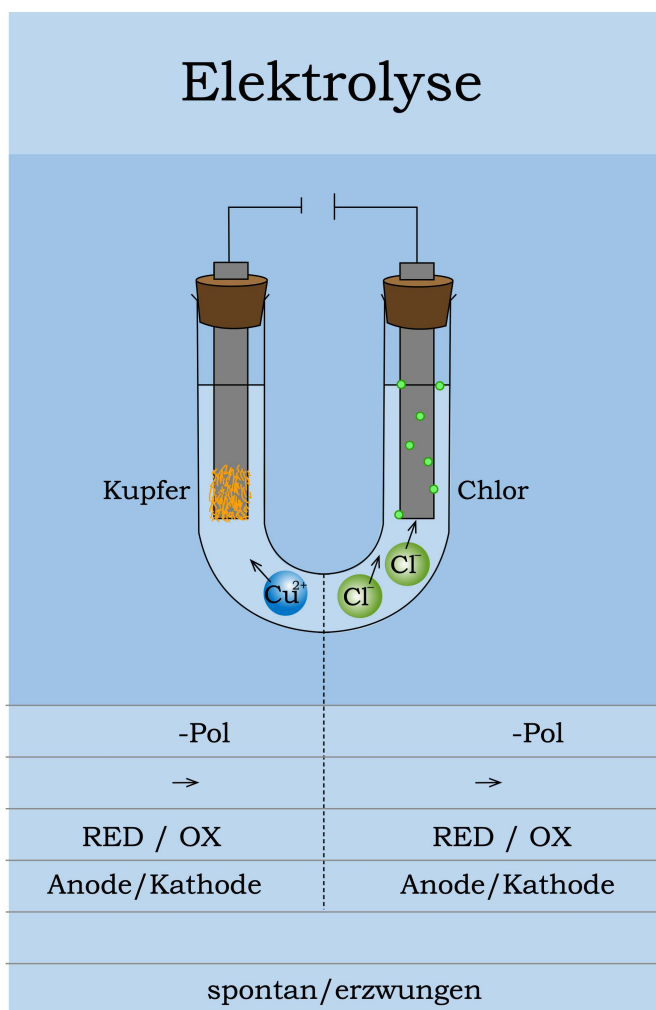 Elektrolyse
Kupfer
Chlor
Cu²⁺
Cl⁻
Cl⁻
-Pol
-Pol
→
→
RED / OX
RED / OX
Anode/Kathode
Anode/Kathode
spontan/erzwungen